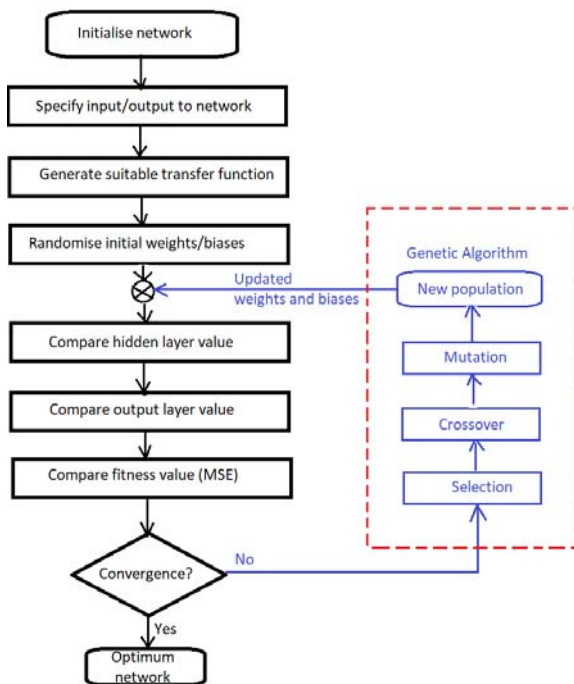 Initialise network
Specify input/output to network
Generate suitable transfer function
Randomise initial weights/biases
Updated
weights and biases
Compare hidden layer value
Compare output layer value
Compare fitness value (MSE)
Convergence?
No
Yes
Optimum
network
Genetic Algorithm
New population
Mutation
Crossover
Selection